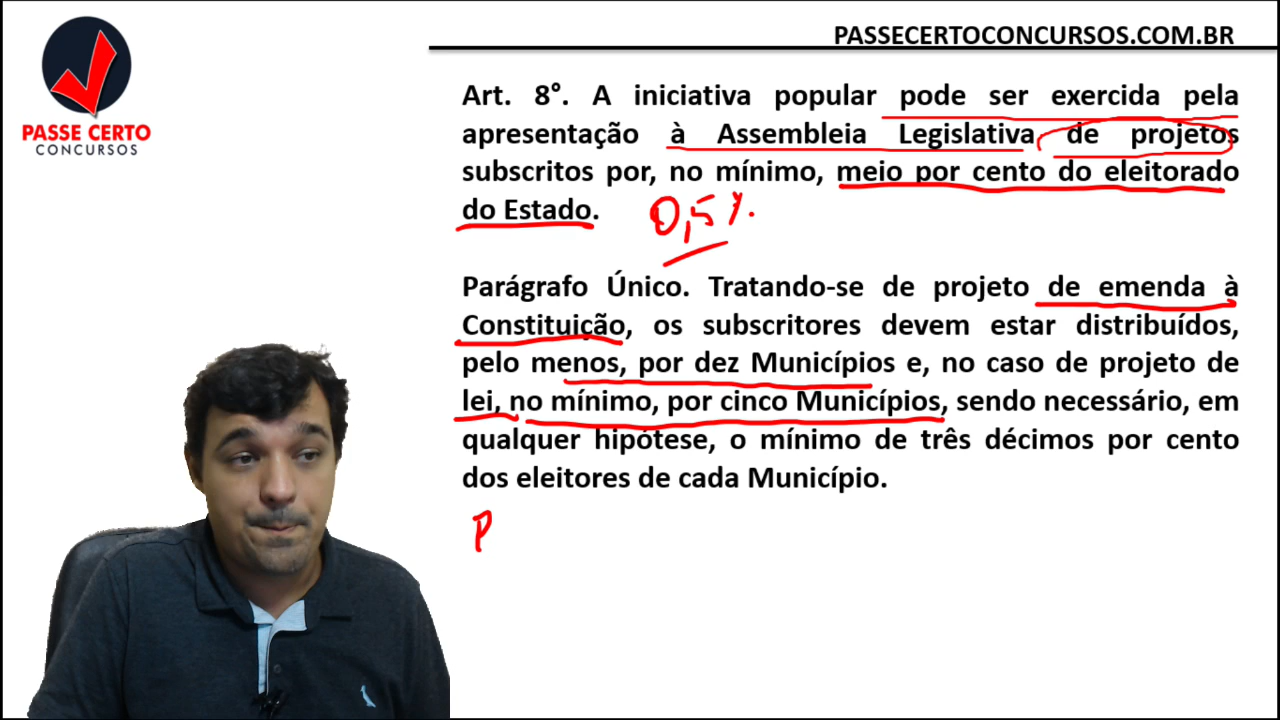 PASSECERTOCONCURSOS.COM.BR
PASSE CERTO
CONCURSOS
Art. 8°. A iniciativa popular pode ser exercida pela
apresentação à Assembleia Legislativa de projetos
subscritos por, no mínimo, meio por cento do eleitorado
do Estado.
0,5%.
Parágrafo Único. Tratando-se de projeto de emenda à
Constituição, os subscritores devem estar distribuídos,
pelo menos, por dez Municípios e, no caso de projeto de
lei, no mínimo, por cinco Municípios, sendo necessário, em
qualquer hipótese, o mínimo de três décimos por cento
dos eleitores de cada Município.
P